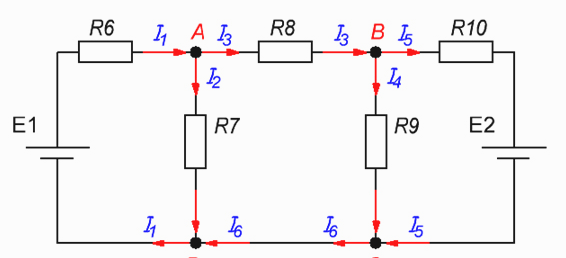 R6 R8 R10
I1 A I3 I3 B I5
I2 I4
E1 R7 R9 E2
I1 I6 I6 I5